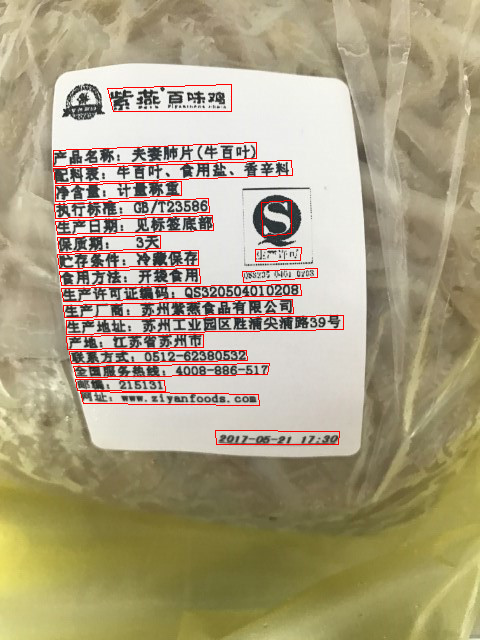 紫燕百味鸡
产品名称：夫妻肺片(牛百叶)
配料表：牛百叶、食用盐、香辛料
净含量：计量称重
执行标准：GB/T23586
生产日期：见标签底部
保质期： 3天
贮存条件：冷藏保存
食用方法：开袋食用
生产许可
QS3205 0401 0208
生产许可证编码：QS320504010208
生产厂商：苏州紫燕食品有限公司
生产地址：苏州工业园区胜浦尖浦路39号
产地：江苏省苏州市
联系方式：0512-62380532
全国服务热线：4008-886-517
邮编：215131
网址：www.ziyanfoods.com
2017-05-21 17:30